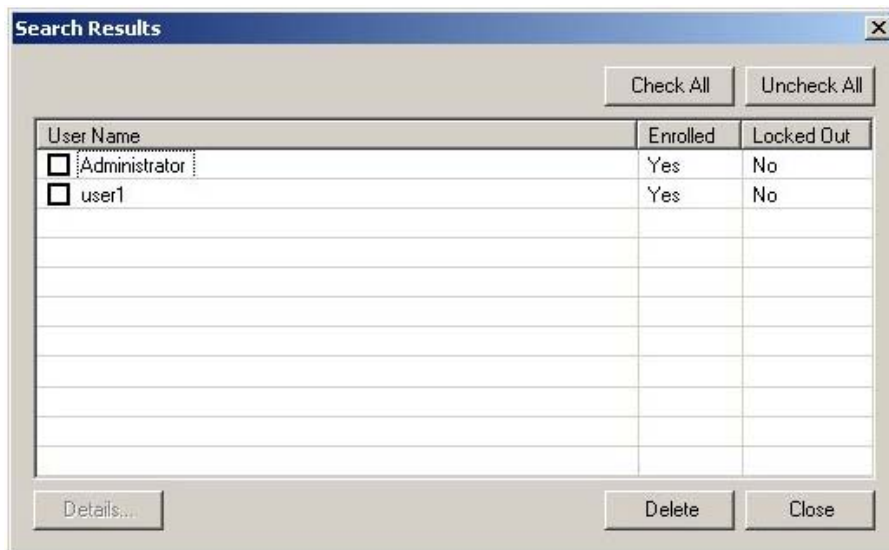 Search Results
Check All Uncheck All
User Name Enrolled Locked Out
Administrator Yes No
user1 Yes No
Details... Delete Close